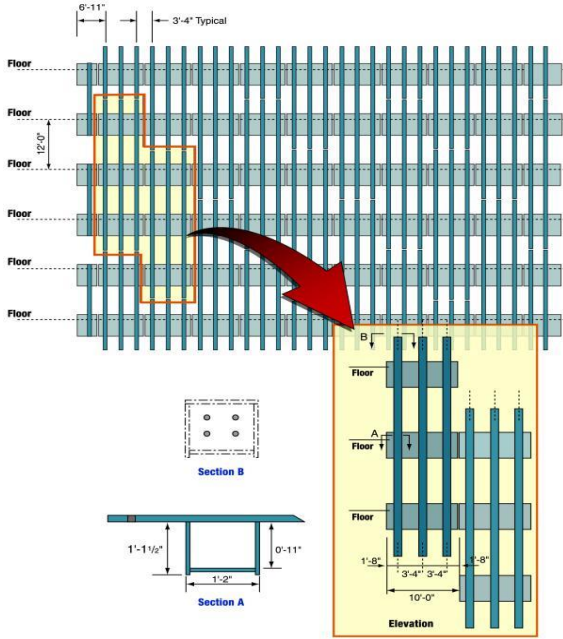 6'-11"
3'-4" Typical
Floor
Floor
12'-0"
Floor
Floor
Floor
Floor
B
Floor
A
Floor
Floor
Section B
1'-1 1/2"
0'-11"
1'-2"
Section A
1'-8"
1'-8"
3'-4"
3'-4"
10'-0"
Elevation